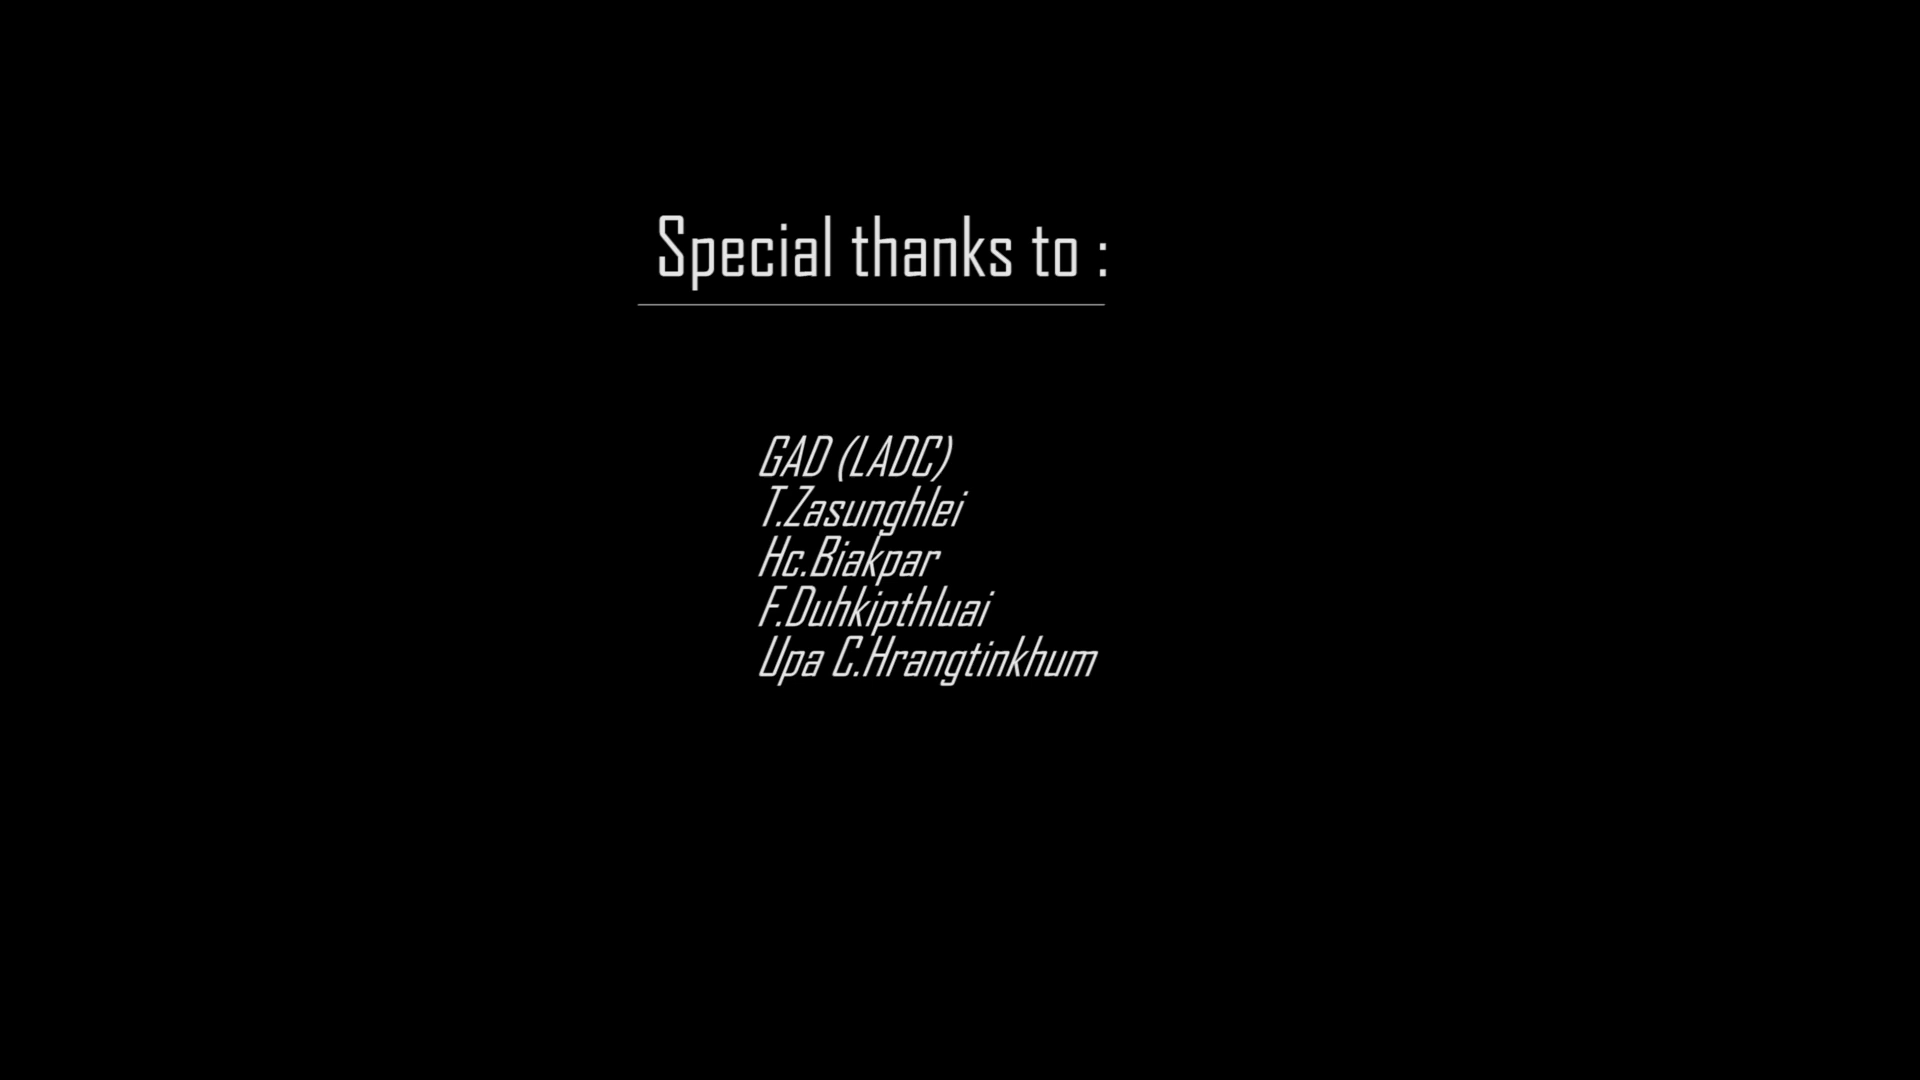 Special thanks to :
GAD (LADC)
T.Zasunghlei
Hc.Biakpar
F.Duhkipthluai
Upa C.Hrangtinkhum